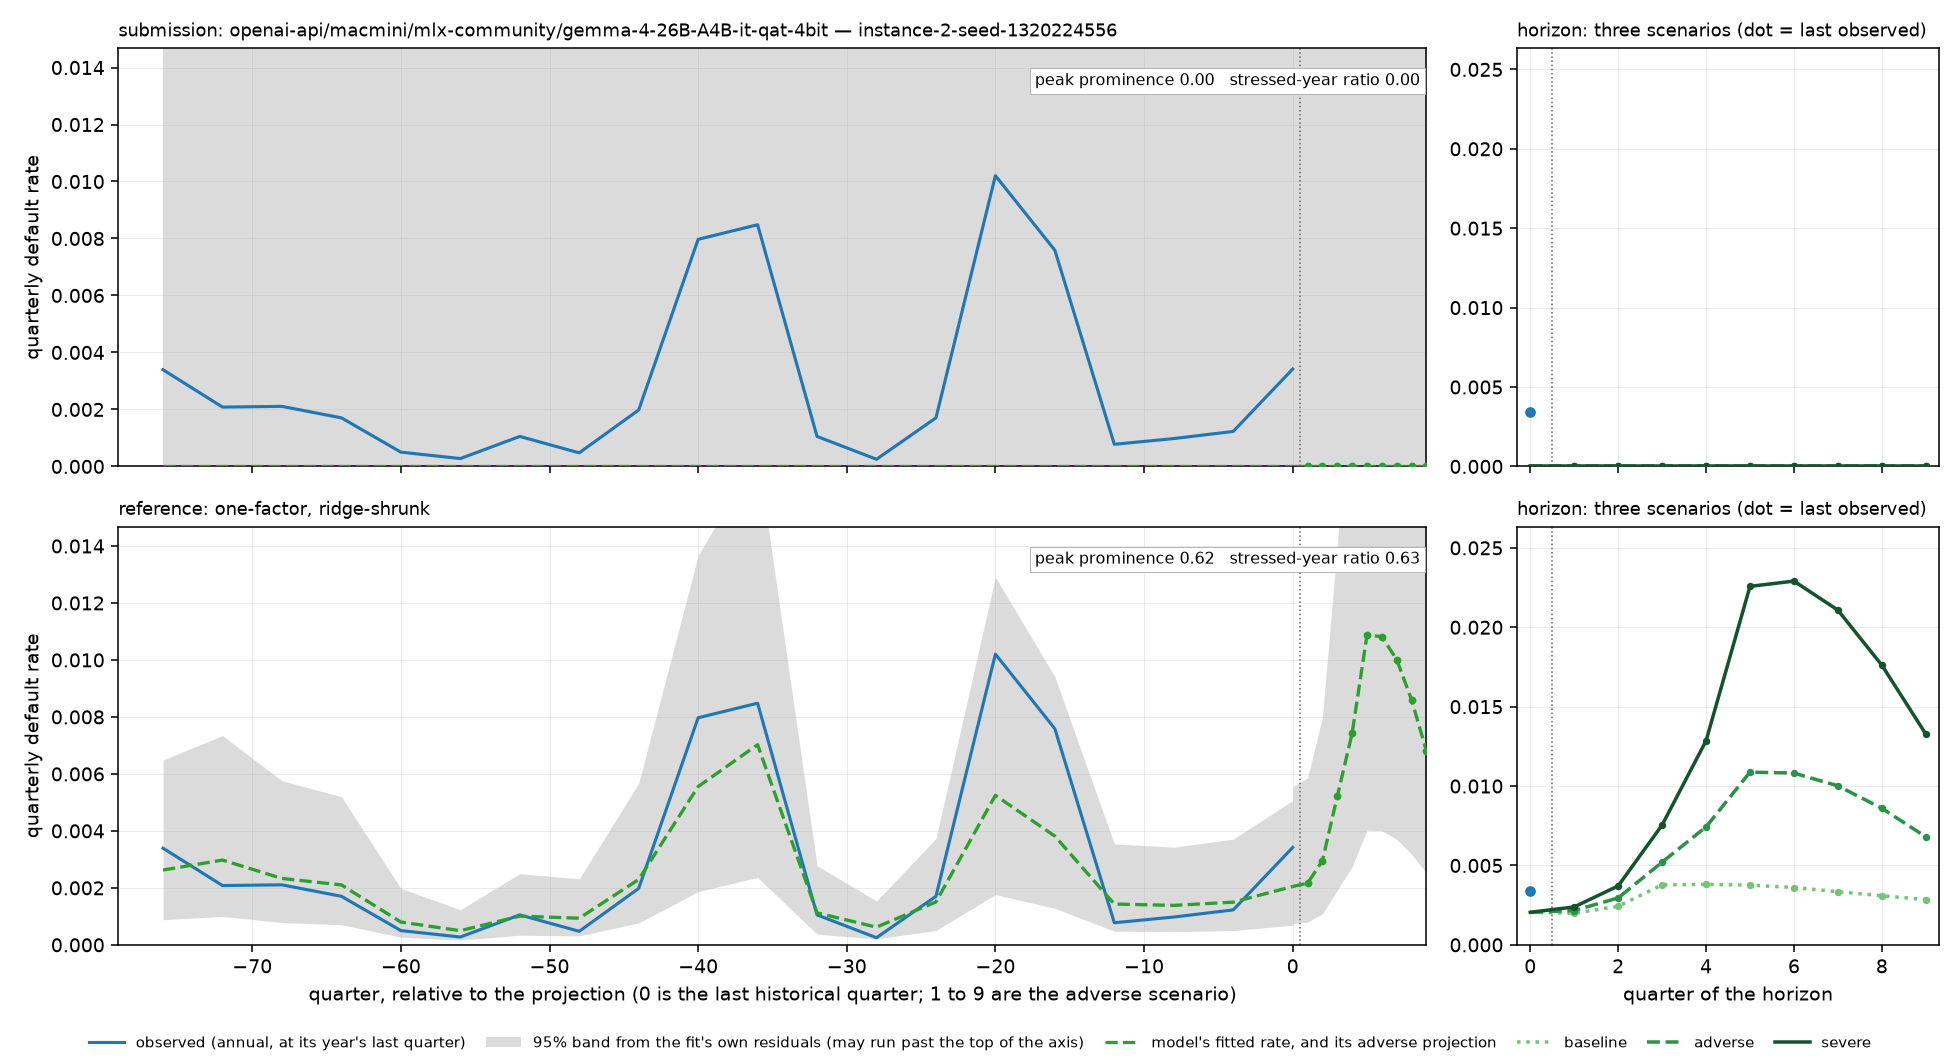 submission: openai-api/macmini/mlx-community/gemma-4-26B-A4B-it-qat-4bit — instance-2-seed-1320224556
horizon: three scenarios (dot = last observed)
peak prominence 0.00 stressed-year ratio 0.00
quarterly default rate
0.014
0.012
0.010
0.008
0.006
0.004
0.002
0.000
0.025
0.020
0.015
0.010
0.005
0.000
reference: one-factor, ridge-shrunk
horizon: three scenarios (dot = last observed)
peak prominence 0.62 stressed-year ratio 0.63
quarterly default rate
0.014
0.012
0.010
0.008
0.006
0.004
0.002
0.000
−70 −60 −50 −40 −30 −20 −10 0
quarter, relative to the projection (0 is the last historical quarter; 1 to 9 are the adverse scenario)
0.025
0.020
0.015
0.010
0.005
0.000
0 2 4 6 8
quarter of the horizon
observed (annual, at its year's last quarter) 95% band from the fit's own residuals (may run past the top of the axis) model's fitted rate, and its adverse projection baseline adverse severe